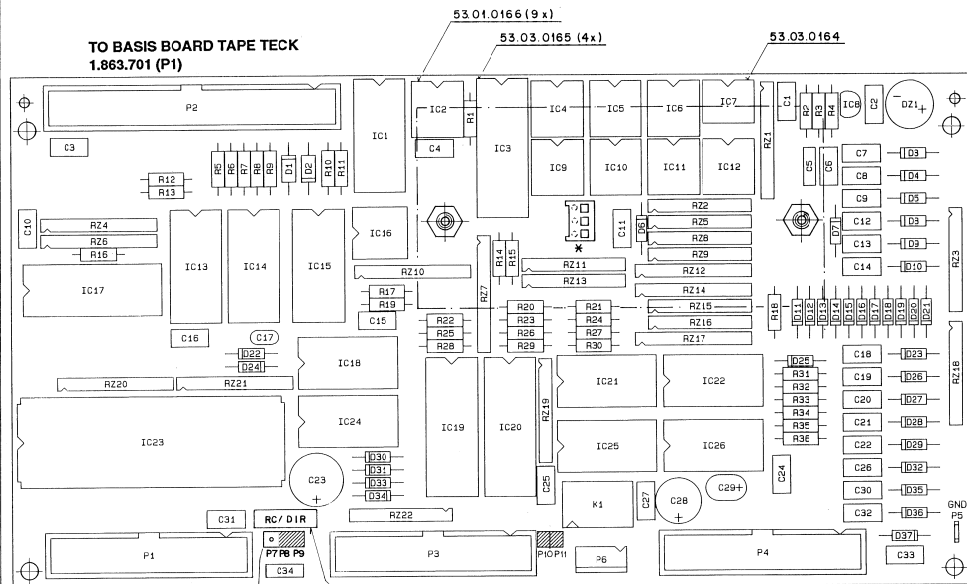 53.01.0166 (9 x)
53.03.0165 (4x)
53.03.0164
TO BASIS BOARD TAPE TECK
1.863.701 (P1)
P2
IC1
IC2
R1
IC3
IC4
IC5
IC6
IC7
RZ1
C1
R2
R3
R4
IC8
C2
DZ1
C3
C4
R5
R6
R7
R8
R9
D1
D2
R10
R11
IC9
IC10
IC11
IC12
C5
C6
C7
D3
C8
D4
C9
D5
R12
R13
C10
RZ4
RZ6
R16
IC13
IC14
IC15
IC16
RZ10
RZ7
R14
R15
*
C11
D6
RZ2
RZ5
RZ8
RZ9
RZ11
RZ12
RZ13
RZ14
D7
C12
D3
C13
D9
C14
D10
RZ3
IC17
R17
R19
C15
R20
R21
RZ15
R22
R23
R24
RZ16
R25
R26
R27
RZ17
R28
R29
R30
R18
D11
D12
D13
D14
D15
D16
D17
D18
D19
D20
D21
C16
C17
D22
D24
IC18
RZ20
RZ21
IC19
IC20
RZ19
IC21
IC22
D25
R31
R32
R33
R34
R35
R36
C18
D23
C19
D26
C20
D27
C21
D28
C22
D29
C26
D32
C30
D35
C32
D36
RZ18
IC23
IC24
IC25
IC26
D30
D31
D33
D34
C23
+
C25
K1
C27
C28
+
C29+
C24
GND
P5
C31
RC/DIR
RZ22
D37
P1
P7 P8 P9
C34
P3
P10 P11
P6
P4
C33